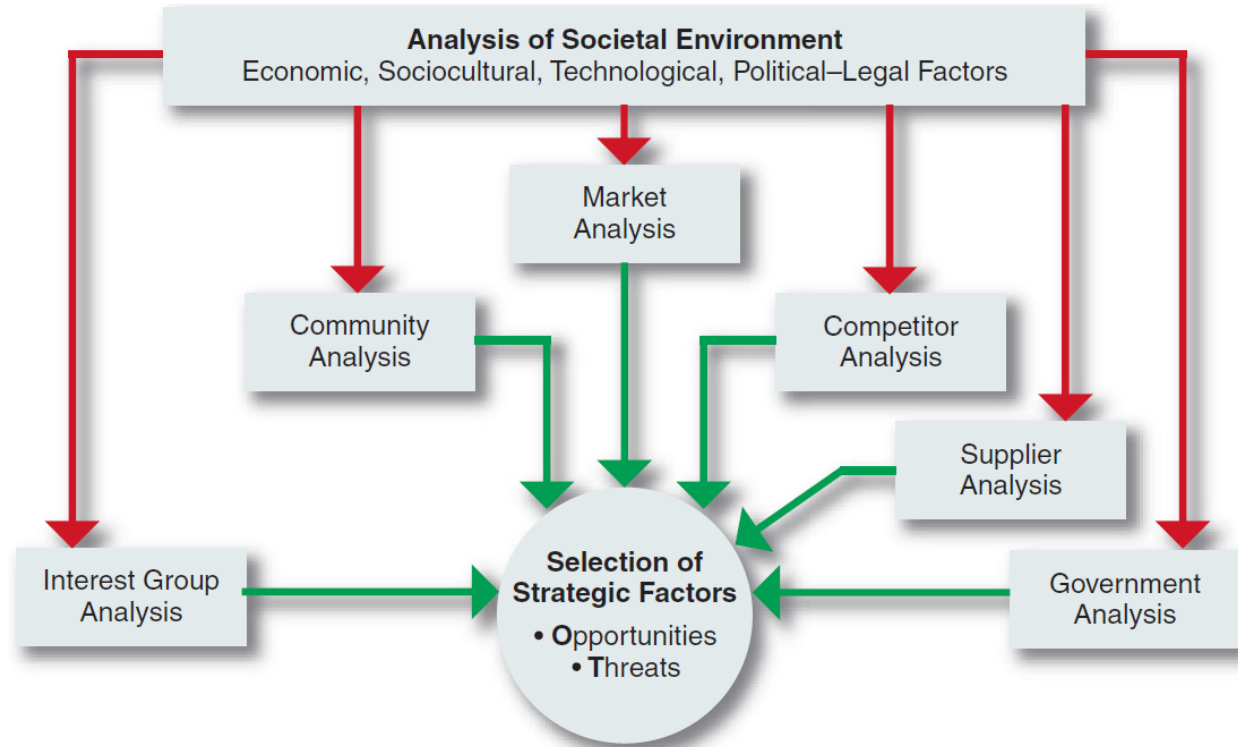 Analysis of Societal Environment
Economic, Sociocultural, Technological, Political–Legal Factors
Market
Analysis
Community
Analysis
Competitor
Analysis
Supplier
Analysis
Interest Group
Analysis
Selection of
Strategic Factors
• Opportunities
• Threats
Government
Analysis